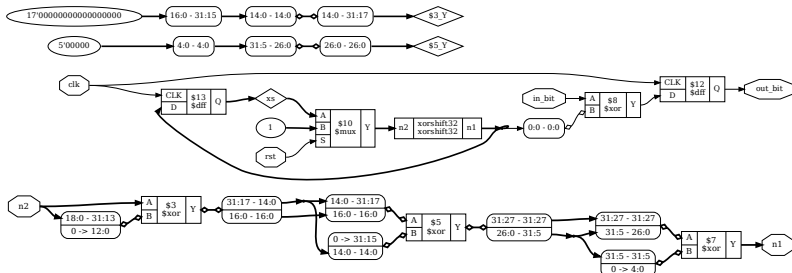 17'00000000000000000 16:0 - 31:15 14:0 - 14:0 14:0 - 31:17 $3_Y
5'00000 4:0 - 4:0 31:5 - 26:0 26:0 - 26:0 $5_Y
clk
CLK
D
$13
$dff
Q
xs
1
rst
A
B
S
$10
$mux
Y
n2
xorshift32
xorshift32
n1
0:0 - 0:0
in_bit
A
B
$8
$xor
Y
CLK
D
$12
$dff
Q
out_bit
n2
18:0 - 31:13
0 -> 12:0
A
B
$3
$xor
Y
31:17 - 14:0
16:0 - 16:0
14:0 - 31:17
16:0 - 16:0
0 -> 31:15
14:0 - 14:0
A
B
$5
$xor
Y
31:27 - 31:27
26:0 - 31:5
31:27 - 31:27
31:5 - 26:0
31:5 - 31:5
0 -> 4:0
A
B
$7
$xor
Y
n1